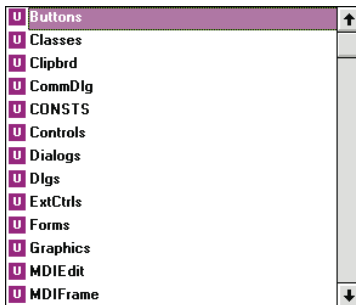 U Buttons
U Classes
U Clipbrd
U CommDlg
U CONSTS
U Controls
U Dialogs
U Dlgs
U ExtCtrls
U Forms
U Graphics
U MDIEdit
U MDIFrame